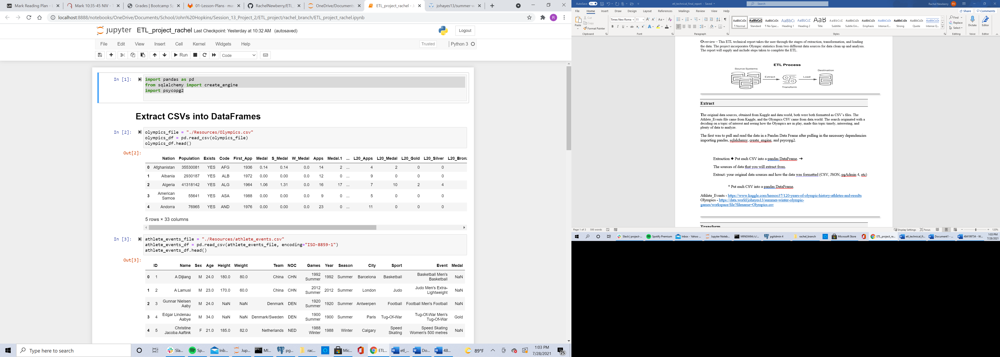 Mark Reading Plan - L
Mark 10:35-45 NIV - T
Grades | Bootcamp Sp
01-Lesson-Plans · mas
RachelNewberry/ETL_
OneDrive/Documents
ETL_project_rachel - Ju
johayes13/summer-w
localhost:8888/notebooks/OneDrive/Documents/School/John%20Hopkins/Session_13_Project_2/ETL_project/rachel_branch/ETL_project_rachel.ipynb
R
jupyter ETL_project_rachel Last Checkpoint: Yesterday at 10:32 AM (autosaved)
Logout
File Edit View Insert Cell Kernel Widgets Help
Trusted
Python 3
Run
Code
In [1]:
import pandas as pd
from sqlalchemy import create_engine
import psycopg2
Extract CSVs into DataFrames
In [2]:
olympics_file = "./Resources/Olympics.csv"
olympics_df = pd.read_csv(olympics_file)
olympics_df.head()
Out[2]:
Nation Population Exists Code First_App Medal S_Medal W_Medal Apps Medal.1 ... L20_Apps L20_Medal L20_Gold L20_Silver L20_Bronz
0 Afghanistan 35530081 YES AFG 1936 0.14 0.14 0.0 14 2 ... 4 2 0 0
1 Albania 2930187 YES ALB 1972 0.00 0.00 0.0 12 0 ... 9 0 0 0
2 Algeria 41318142 YES ALG 1964 1.06 1.31 0.0 16 17 ... 7 10 2 4
3 American Samoa 55641 YES ASA 1988 0.00 0.00 0.0 9 0 ... 5 0 0 0
4 Andorra 76965 YES AND 1976 0.00 0.00 0.0 23 0 ... 11 0 0 0
5 rows × 33 columns
In [3]:
athlete_events_file = "./Resources/athlete_events.csv"
athlete_events_df = pd.read_csv(athlete_events_file, encoding="ISO-8859-1")
athlete_events_df.head()
Out[3]:
ID Name Sex Age Height Weight Team NOC Games Year Season City Sport Event Medal
0 1 A Dijiang M 24.0 180.0 80.0 China CHN 1992 Summer 1992 Summer Barcelona Basketball Basketball Men's Basketball NaN
1 2 A Lamusi M 23.0 170.0 60.0 China CHN 2012 Summer 2012 Summer London Judo Judo Men's Extra-Lightweight NaN
2 3 Gunnar Nielsen Aaby M 24.0 NaN NaN Denmark DEN 1920 Summer 1920 Summer Antwerpen Football Football Men's Football NaN
3 4 Edgar Lindenau Aabye M 34.0 NaN NaN Denmark/Sweden DEN 1900 Summer 1900 Summer Paris Tug-Of-War Tug-Of-War Men's Tug-Of-War Gold
4 5 Christine Jacoba Aaftink F 21.0 185.0 82.0 Netherlands NED 1988 Winter 1988 Winter Calgary Speed Skating Speed Skating Women's 500 metres NaN
Type here to search
Sla... Sp... Inb... Jup... MI... pg... rac... Mic... ETL... etl_... Do... 48...
89°F
1:03 PM
7/28/2021
25
AutoSave On
etl_technical_final_report - Saved
Search
Rachel Newberry
RN
File Home Insert Draw Design Layout References Mailings Review View Help
Share
Comments
Paste
Cut
Copy
Format Painter
Times New Roma 11
AaBbCcDc AaBbCcD AaBbCcDc AaBbC AaBbCcC AaB AaBbCcD AaBbCcDc AaBbCcDc AaBbCcDc AaBbCcDc AaBbCcDc AaBbCcDc
¶ Normal Standard ¶ No Spac... Heading 1 Heading 2 Title Subtitle Subtle Em... Emphasis Intense E... Strong Quote Intense Q...
Find
Replace
Select
Dictate
Editor
Clipboard Font Paragraph Styles Editing Voice Editor
Overview – This ETL technical report takes the user through the stages of extraction, transformation, and loading
the data. The project incorporates Olympic statistics from two different data sources for data clean up and analysis.
The report will supply and include steps taken to complete the ETL.
ETL Process
Source Systems
Destination
Extract
Load
Transform
Extract
The original data sources, obtained from Kaggle and data.world, both were both formatted as CSV's files. The
Athlete_Events file came from Kaggle, and the Olympics CSV came from data.world. The search originated with a
deciding on a topic of interest and seeing how the Olympics are in play, made this topic timely, interesting, and
plenty of data to analyze.
The first was to pull and read the data in a Pandas Data Frame after pulling in the necessary dependencies
importing pandas, sqlalchemy, create_engine, and psycopg2.
Extraction ◆ Put each CSV into a pandas DataFrame. ➔
The sources of data that you will extract from.
Extract: your original data sources and how the data was formatted (CSV, JSON, pgAdmin 4, etc)
* Put each CSV into a pandas DataFrame.
Athlete_Events - https://www.kaggle.com/heesoo37/120-years-of-olympic-history-athletes-and-results
Olympics - https://data.world/johayes13/summer-winter-olympic-
games/workspace/file?filename=Olympics.csv
Transform
Page 1 of 3 595 words
Display Settings Focus
120%
Slack | project-... Spotify Premium Inbox - Yahoo ... Jupyter Noteb... MINGW64:/c/... pgAdmin 4 rachel_branch Microsoft Store ETL_project_ra... etl_technical_fi... Document1 - ... 484199734 - W...
1:03 PM
7/28/2021